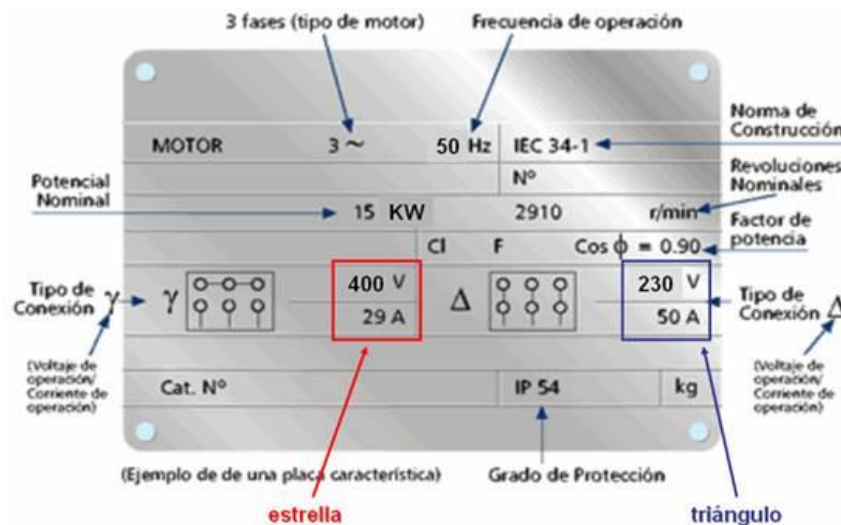 3 fases (tipo de motor)
Frecuencia de operación
MOTOR 3 ~ 50 Hz IEC 34-1
Norma de
Construcción
Nº
Revoluciones
Nominales
Potencial
Nominal
15 KW 2910 r/min
Factor de
potencia
Cl F Cos ϕ = 0.90
Tipo de
Conexión γ
γ 400 V Δ 230 V
29 A 50 A
Tipo de
Conexión Δ
(Voltaje de
operación/
Corriente de
operación)
(Voltaje de
operación/
Corriente de
operación)
Cat. Nº IP 54 kg
(Ejemplo de de una placa característica)
Grado de Protección
estrella
triángulo